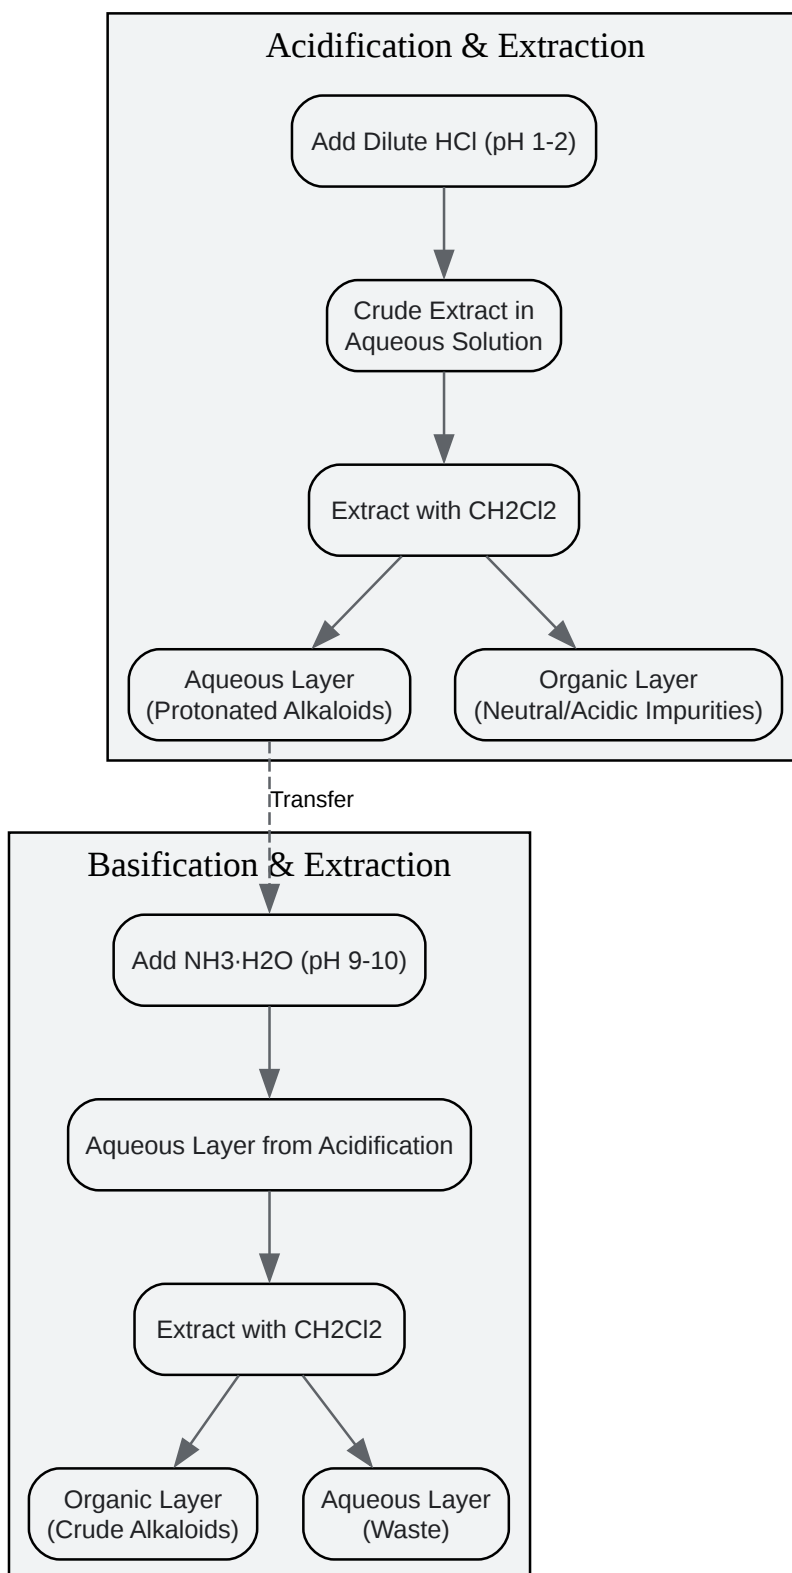 Acidification & Extraction
Add Dilute HCl (pH 1-2)
Crude Extract in
Aqueous Solution
Extract with CH2Cl2
Aqueous Layer
(Protonated Alkaloids)
Organic Layer
(Neutral/Acidic Impurities)
Transfer
Basification & Extraction
Add NH3·H2O (pH 9-10)
Aqueous Layer from Acidification
Extract with CH2Cl2
Organic Layer
(Crude Alkaloids)
Aqueous Layer
(Waste)